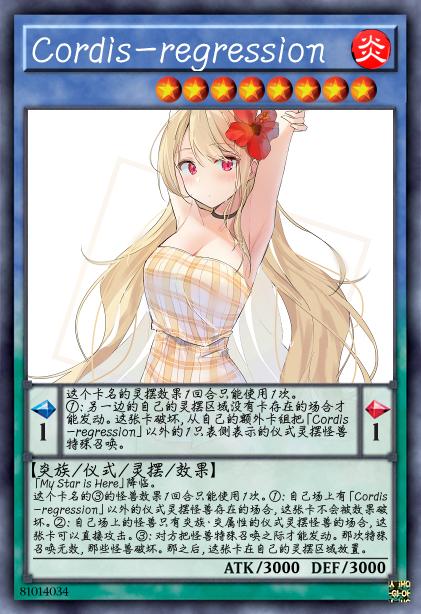 Cordis-regression
炎
这个卡名的灵摆效果1回合只能使用1次。
①：另一边的自己的灵摆区域没有卡存在的场合才
能发动。这张卡破坏，从自己的额外卡组把「Cordis
-regression」以外的1只表侧表示的仪式灵摆怪兽
特殊召唤。
1
1
【炎族/仪式/灵摆/效果】
「My Star is Here」降临。
这个卡名的③的怪兽效果1回合只能使用1次。①：自己场上有「Cordis
-regression」以外的仪式灵摆怪兽存在的场合，这张卡不会被效果破
坏。②：自己场上的怪兽只有炎族·炎属性的仪式灵摆怪兽的场合，这
张卡可以直接攻击。③：对方把怪兽特殊召唤之际才能发动。那次特殊
召唤无效，那些怪兽破坏。那之后，这张卡在自己的灵摆区域放置。
ATK/3000 DEF/3000
81014034